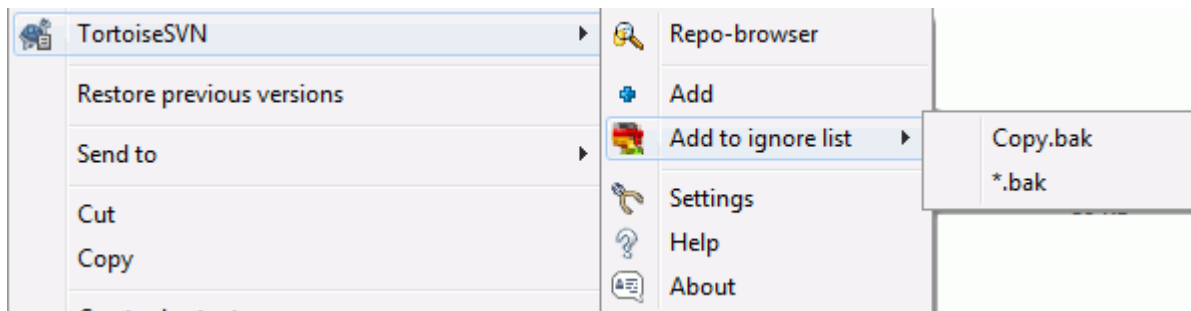 TortoiseSVN
Restore previous versions
Send to
Cut
Copy
Repo-browser
Add
Add to ignore list
Settings
Help
About
Copy.bak
*.bak